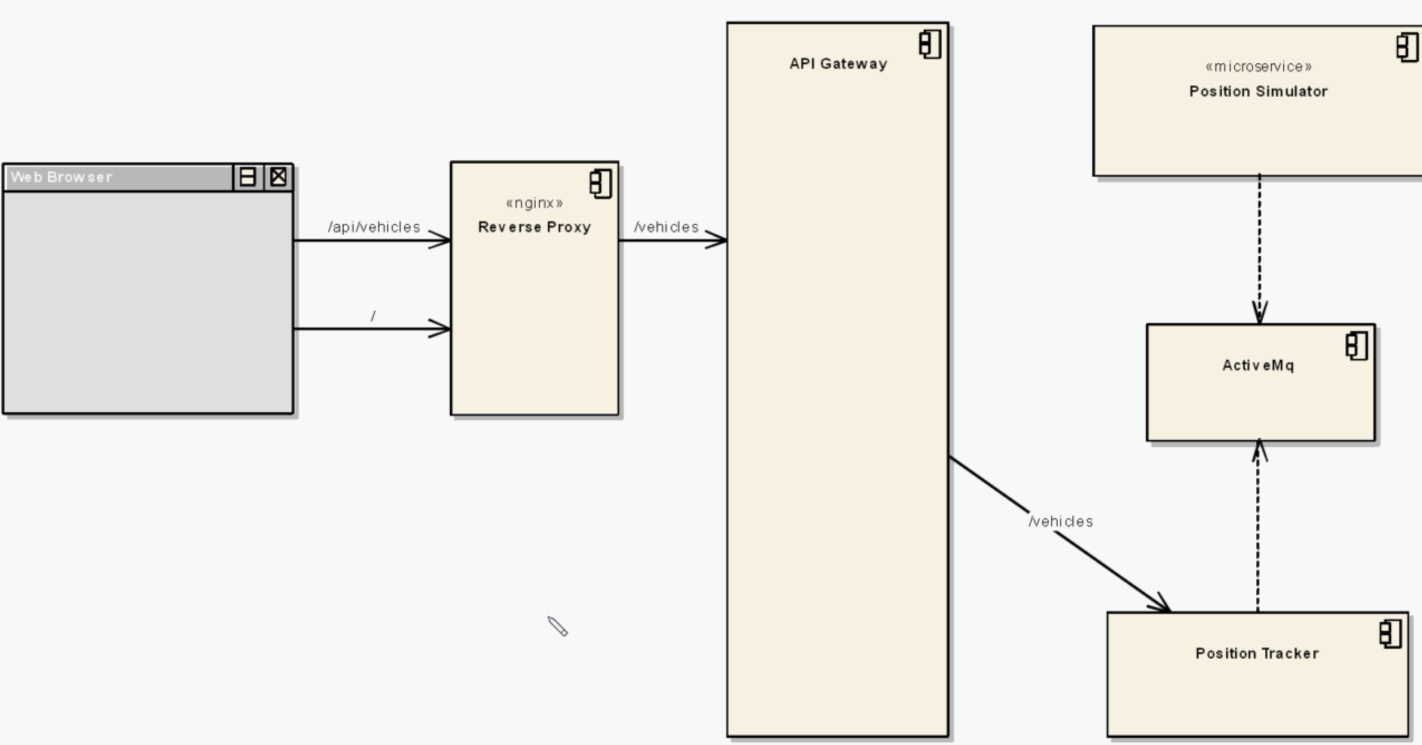 API Gateway
«microservice»
Position Simulator
Web Browser
/api/vehicles
«nginx»
Reverse Proxy
/vehicles
/
ActiveMq
/vehicles
Position Tracker